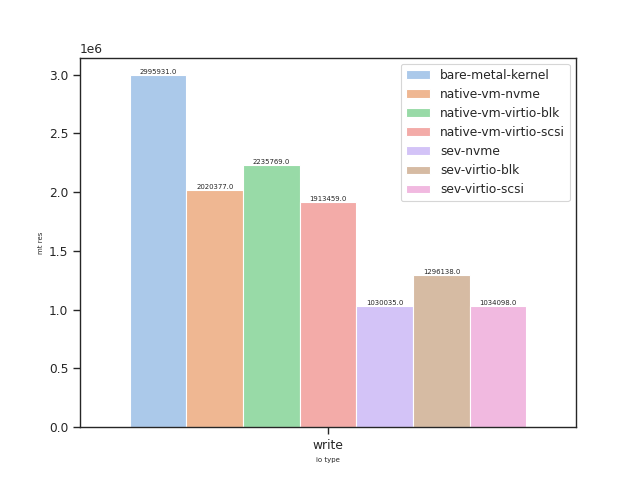 1e6
3.0
2.5
2.0
1.5
1.0
0.5
0.0
mt res
2995931.0
2020377.0
2235769.0
1913459.0
1030035.0
1296138.0
1034098.0
bare-metal-kernel
native-vm-nvme
native-vm-virtio-blk
native-vm-virtio-scsi
sev-nvme
sev-virtio-blk
sev-virtio-scsi
write
io type